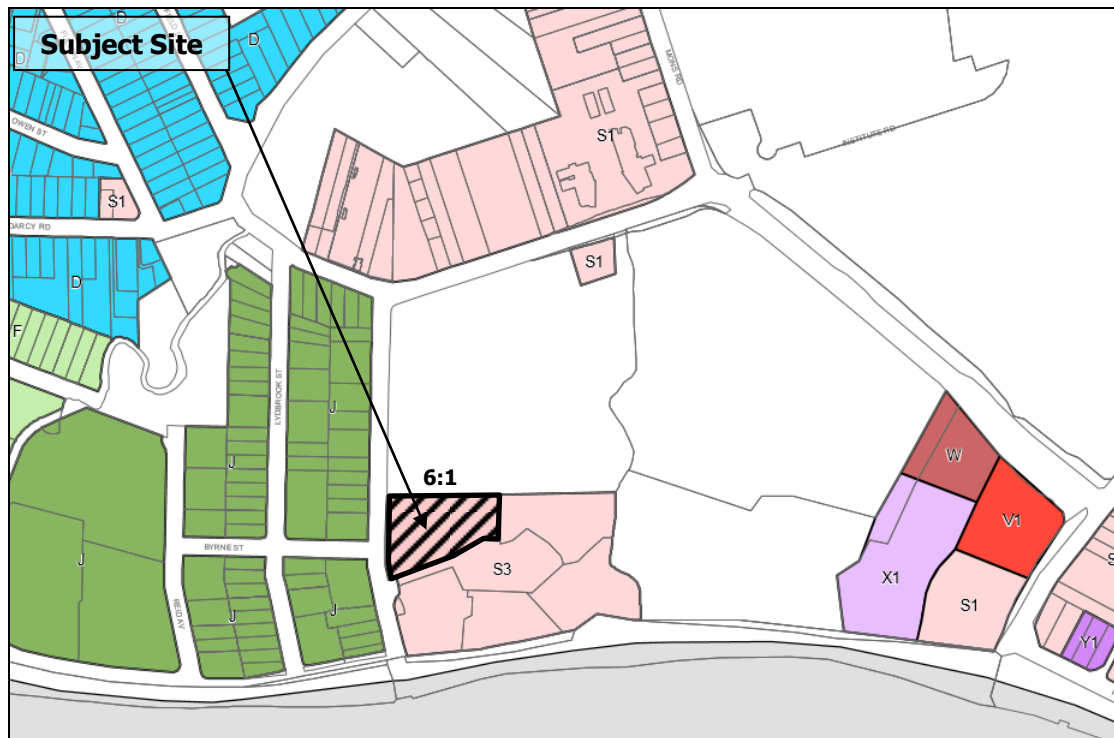 D
D
D
Subject Site
MONS RD
OWEN ST
S1
INSTITUTE RD
S1
DARCY RD
D
S1
F
LYDBROOK ST
J
J
W
6:1
V1
J
BYRNE ST
S3
X1
J
J
REID AV
S1
Y1